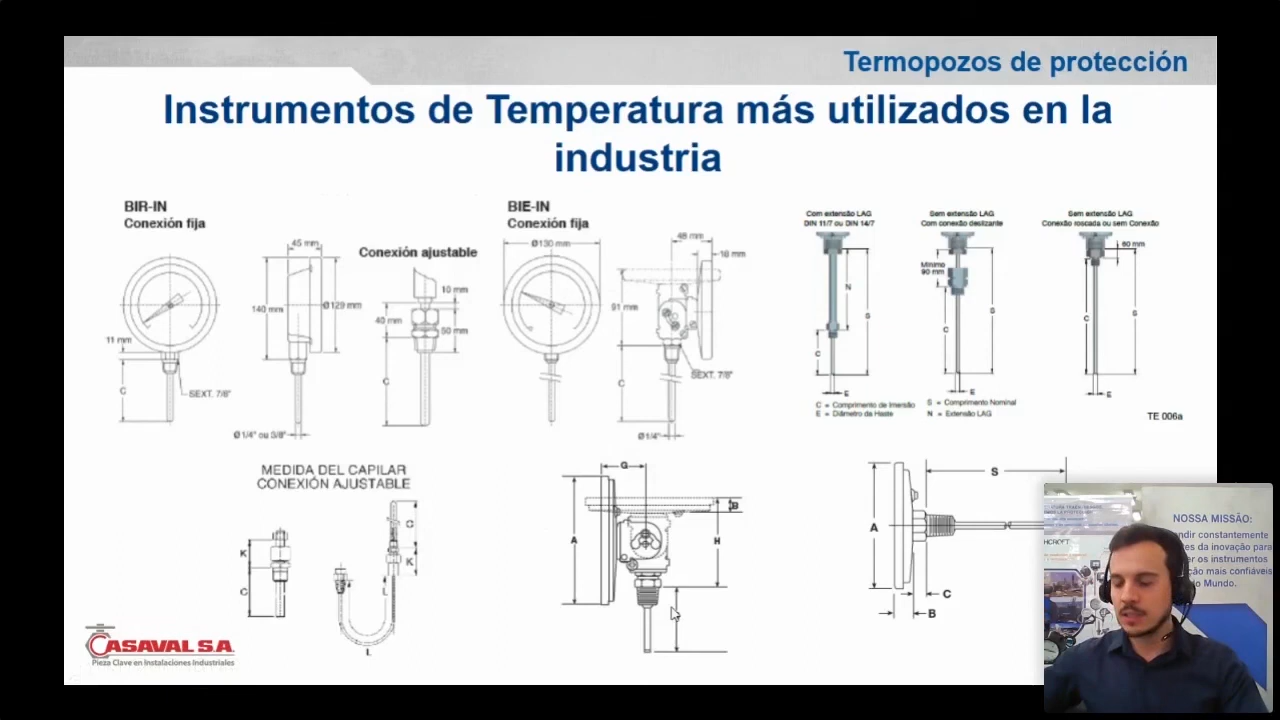 Termopozos de protección
Instrumentos de Temperatura más utilizados en la
industria
BIR-IN
Conexión fija
45 mm
140 mm
Ø129 mm
11 mm
C
SEXT. 7/8"
Ø 1/4" ou 3/8"
Conexión ajustable
10 mm
40 mm
50 mm
C
BIE-IN
Conexión fija
Ø130 mm
48 mm
18 mm
91 mm
C
SEXT. 7/8"
Ø1/4"
Com extensão LAG
DIN 11/7 ou DIN 14/7
N
S
C
E
Sem extensão LAG
Com conexão deslizante
Mínimo
90 mm
C
S
E
Sem extensão LAG
Conexão roscada ou sem Conexão
60 mm
C
S
E
C = Comprimento de Imersão
E = Diâmetro da Haste
S = Comprimento Nominal
N = Extensão LAG
TE 006a
MEDIDA DEL CAPILAR
CONEXIÓN AJUSTABLE
K
C
C
K
L
L
G
B
A
H
S
A
C
B
CASAVAL S.A.
Pieza Clave en Instalaciones Industriales
NOSSA MISSÃO:
constantemente
da inovação para
os instrumentos
mais confiáveis
Mundo.